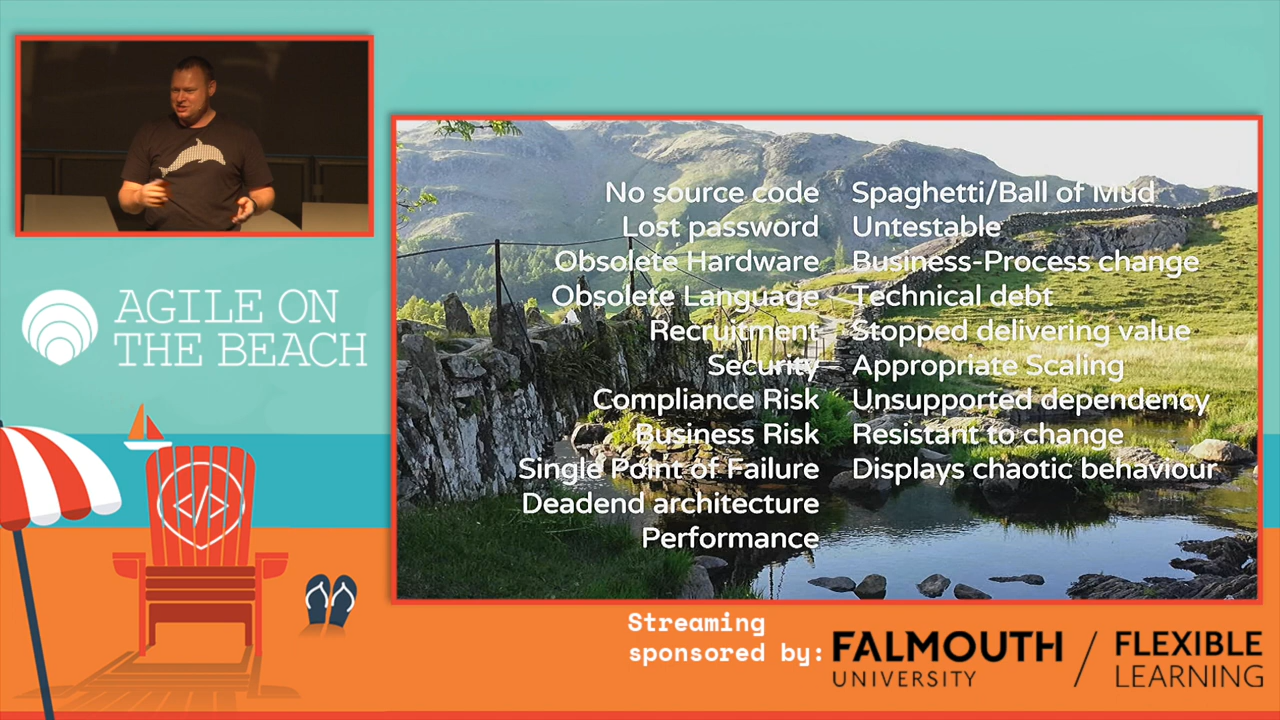 AGILE ON
THE BEACH
</>
No source code
Lost password
Obsolete Hardware
Obsolete Language
Recruitment
Security
Compliance Risk
Business Risk
Single Point of Failure
Deadend architecture
Performance
Spaghetti/Ball of Mud
Untestable
Business-Process change
Technical debt
Stopped delivering value
Appropriate Scaling
Unsupported dependency
Resistant to change
Displays chaotic behaviour
Streaming
sponsored by:
FALMOUTH
UNIVERSITY
/
FLEXIBLE
LEARNING